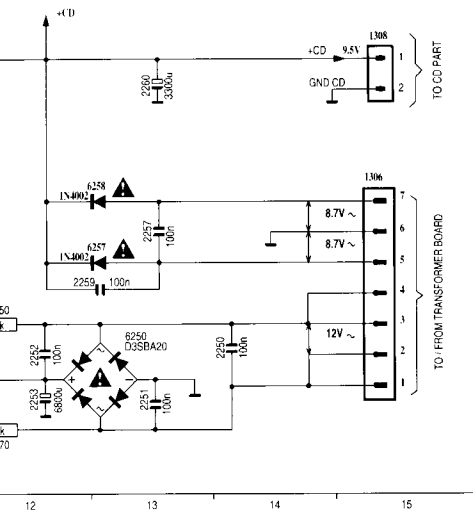 +CD
1308
+CD 9.5V 1
GND CD 2
TO CD PART
2260
3300u
1306
6258
1N4002
7
8.7V ~
2257
100n
6
8.7V ~
6257
1N4002
5
2259 100n
4
TO / FROM TRANSFORMER BOARD
50
k
6250
D3SBA20
3
12V ~
2252
100n
2250
100n
2
+
~
~
2253
6800u
2251
100n
1
k
70
12 13 14 15